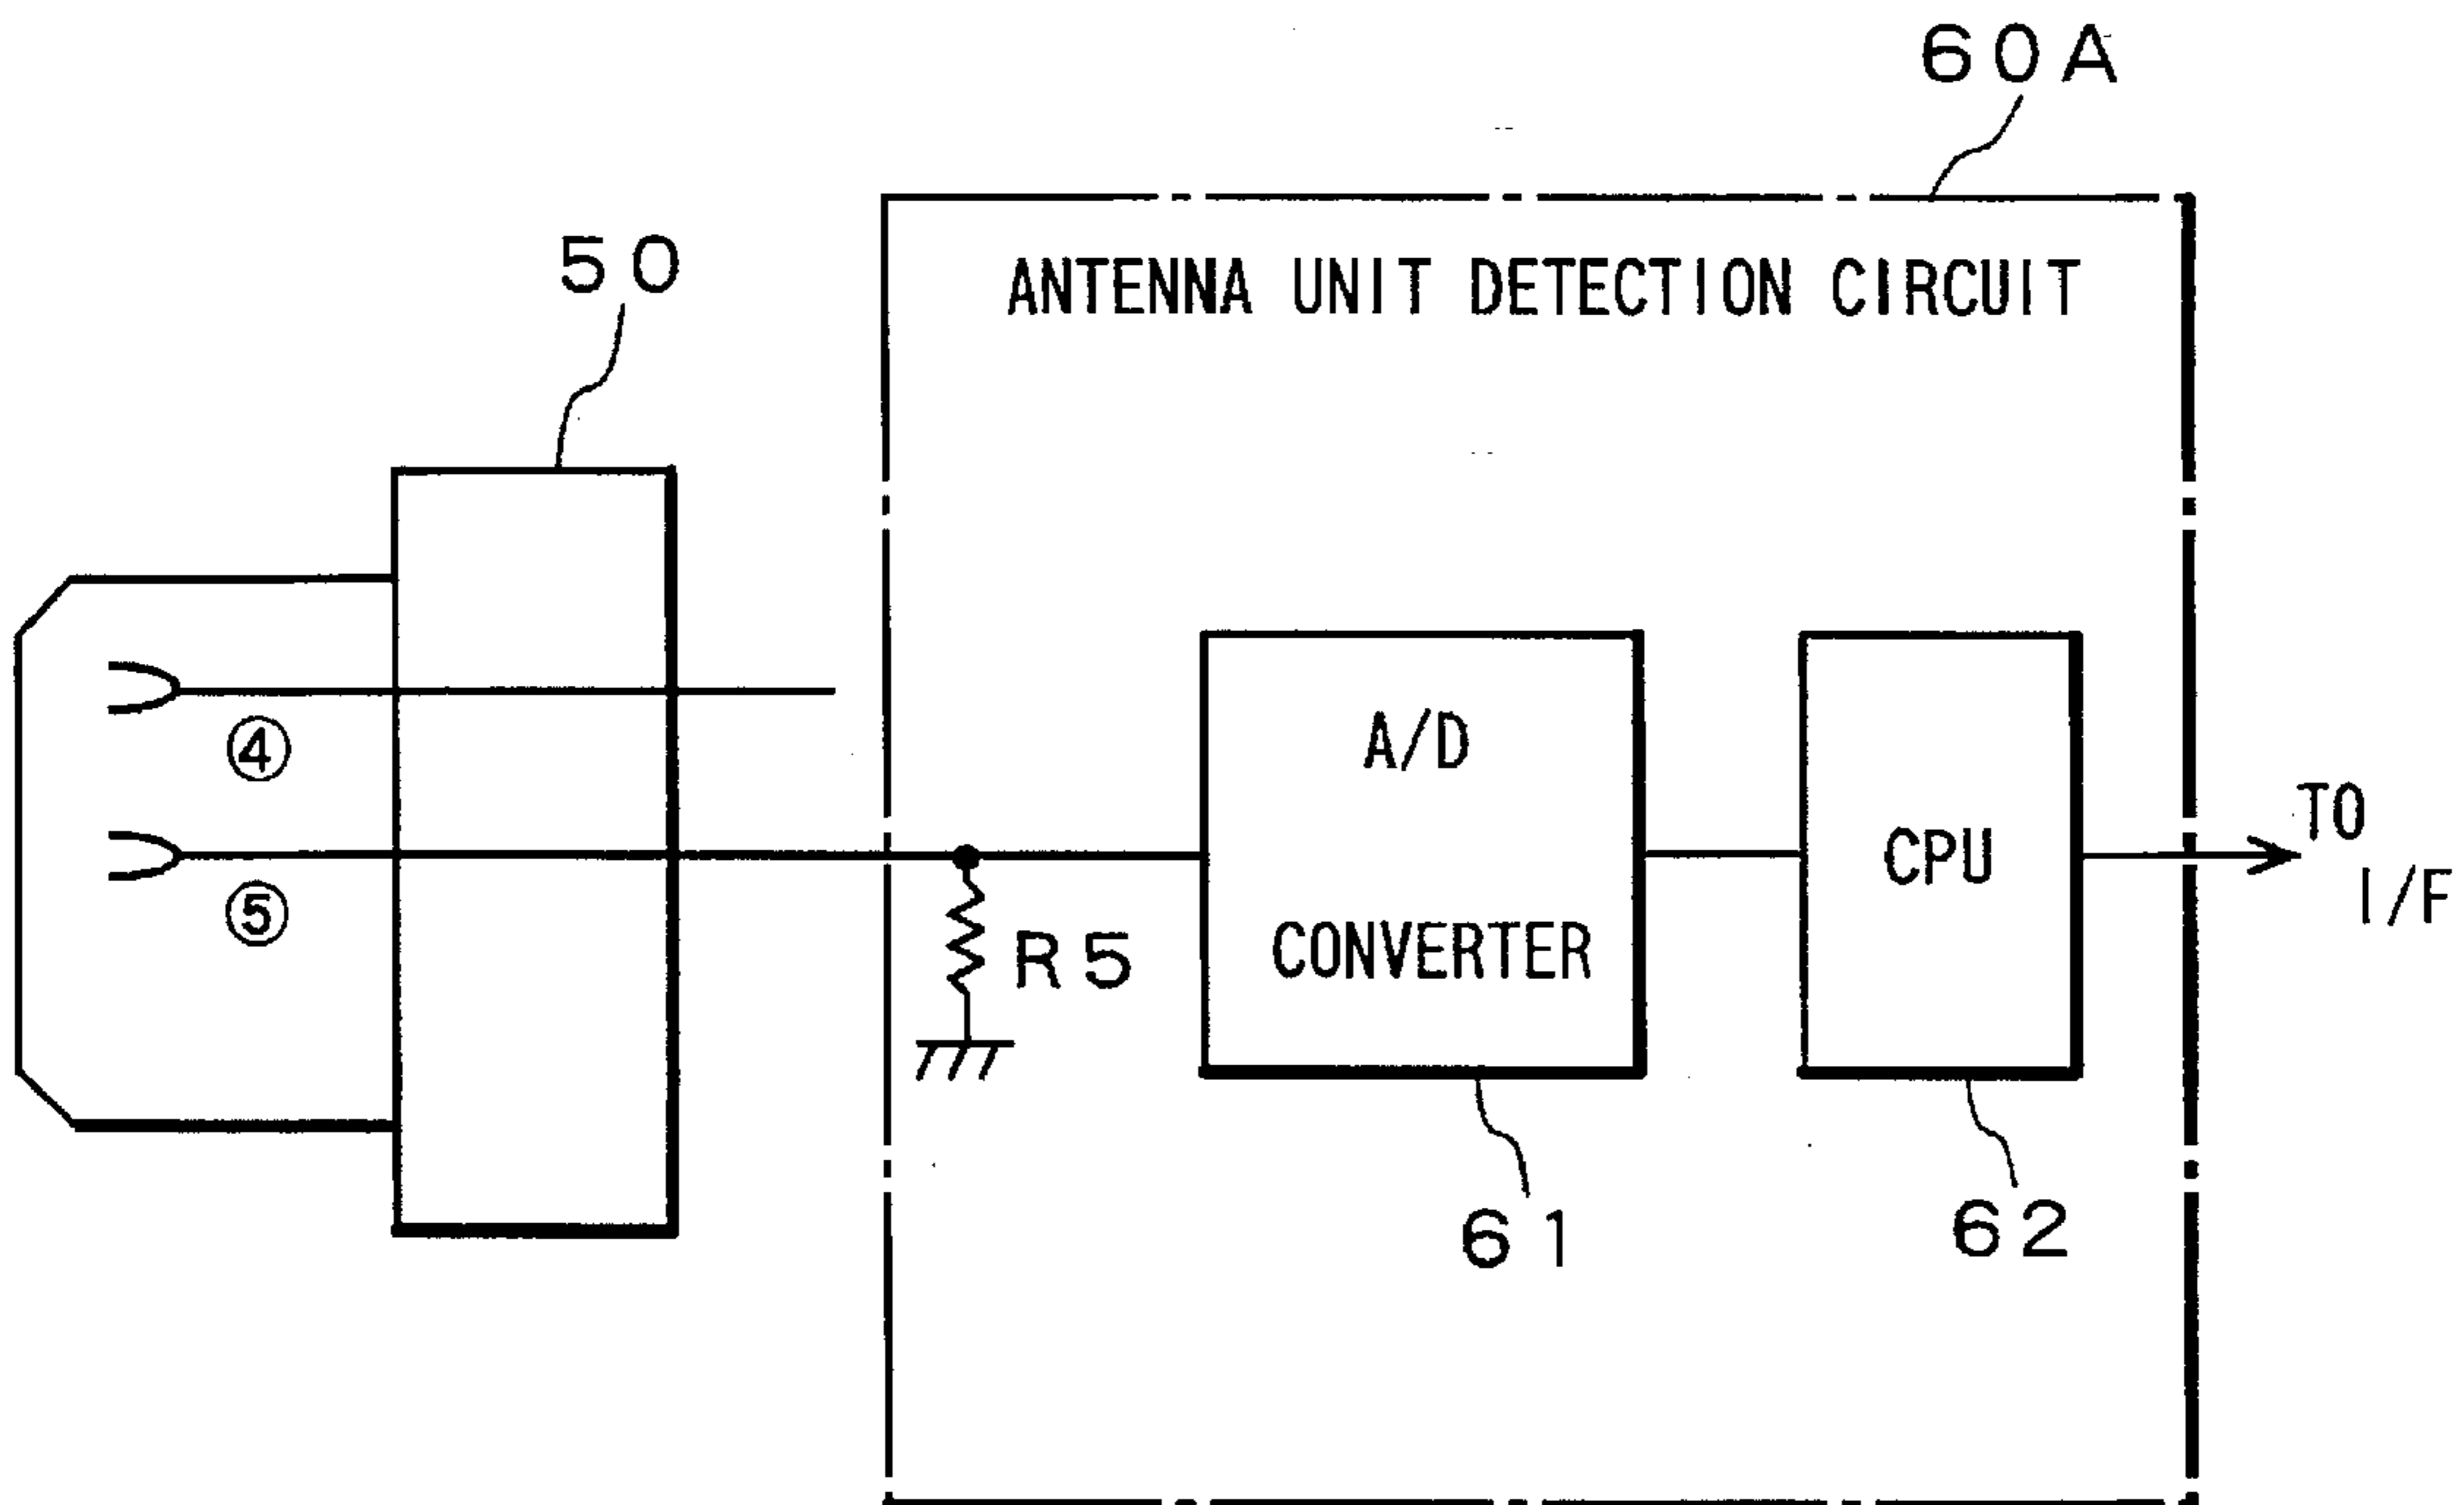 60A
50
ANTENNA UNIT DETECTION CIRCUIT
④
A/D
CONVERTER
CPU
TO
I/F
⑤
R5
61
62